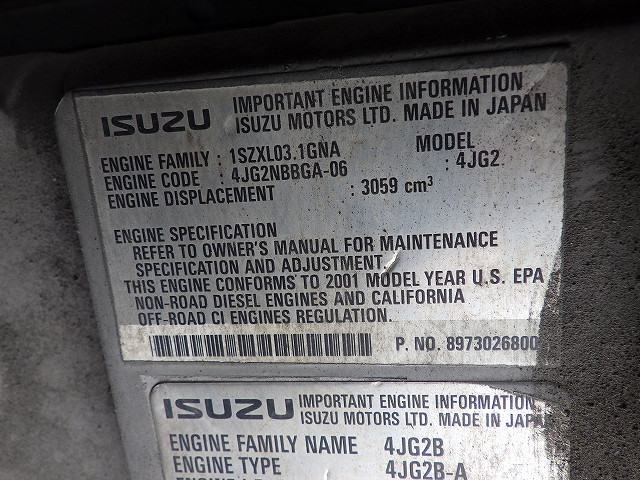 ISUZU IMPORTANT ENGINE INFORMATION
ISUZU MOTORS LTD. MADE IN JAPAN
ENGINE FAMILY : 1SZXL03.1GNA MODEL
ENGINE CODE : 4JG2NBBGA-06 : 4JG2
ENGINE DISPLACEMENT : 3059 cm³
ENGINE SPECIFICATION
REFER TO OWNER'S MANUAL FOR MAINTENANCE
SPECIFICATION AND ADJUSTMENT.
THIS ENGINE CONFORMS TO 2001 MODEL YEAR U.S. EPA
NON-ROAD DIESEL ENGINES AND CALIFORNIA
OFF-ROAD CI ENGINES REGULATION.
P. NO. 8973026800
ISUZU IMPORTANT ENGINE INFORMATION
ISUZU MOTORS LTD. MADE IN JAPAN
ENGINE FAMILY NAME 4JG2B
ENGINE TYPE 4JG2B-A